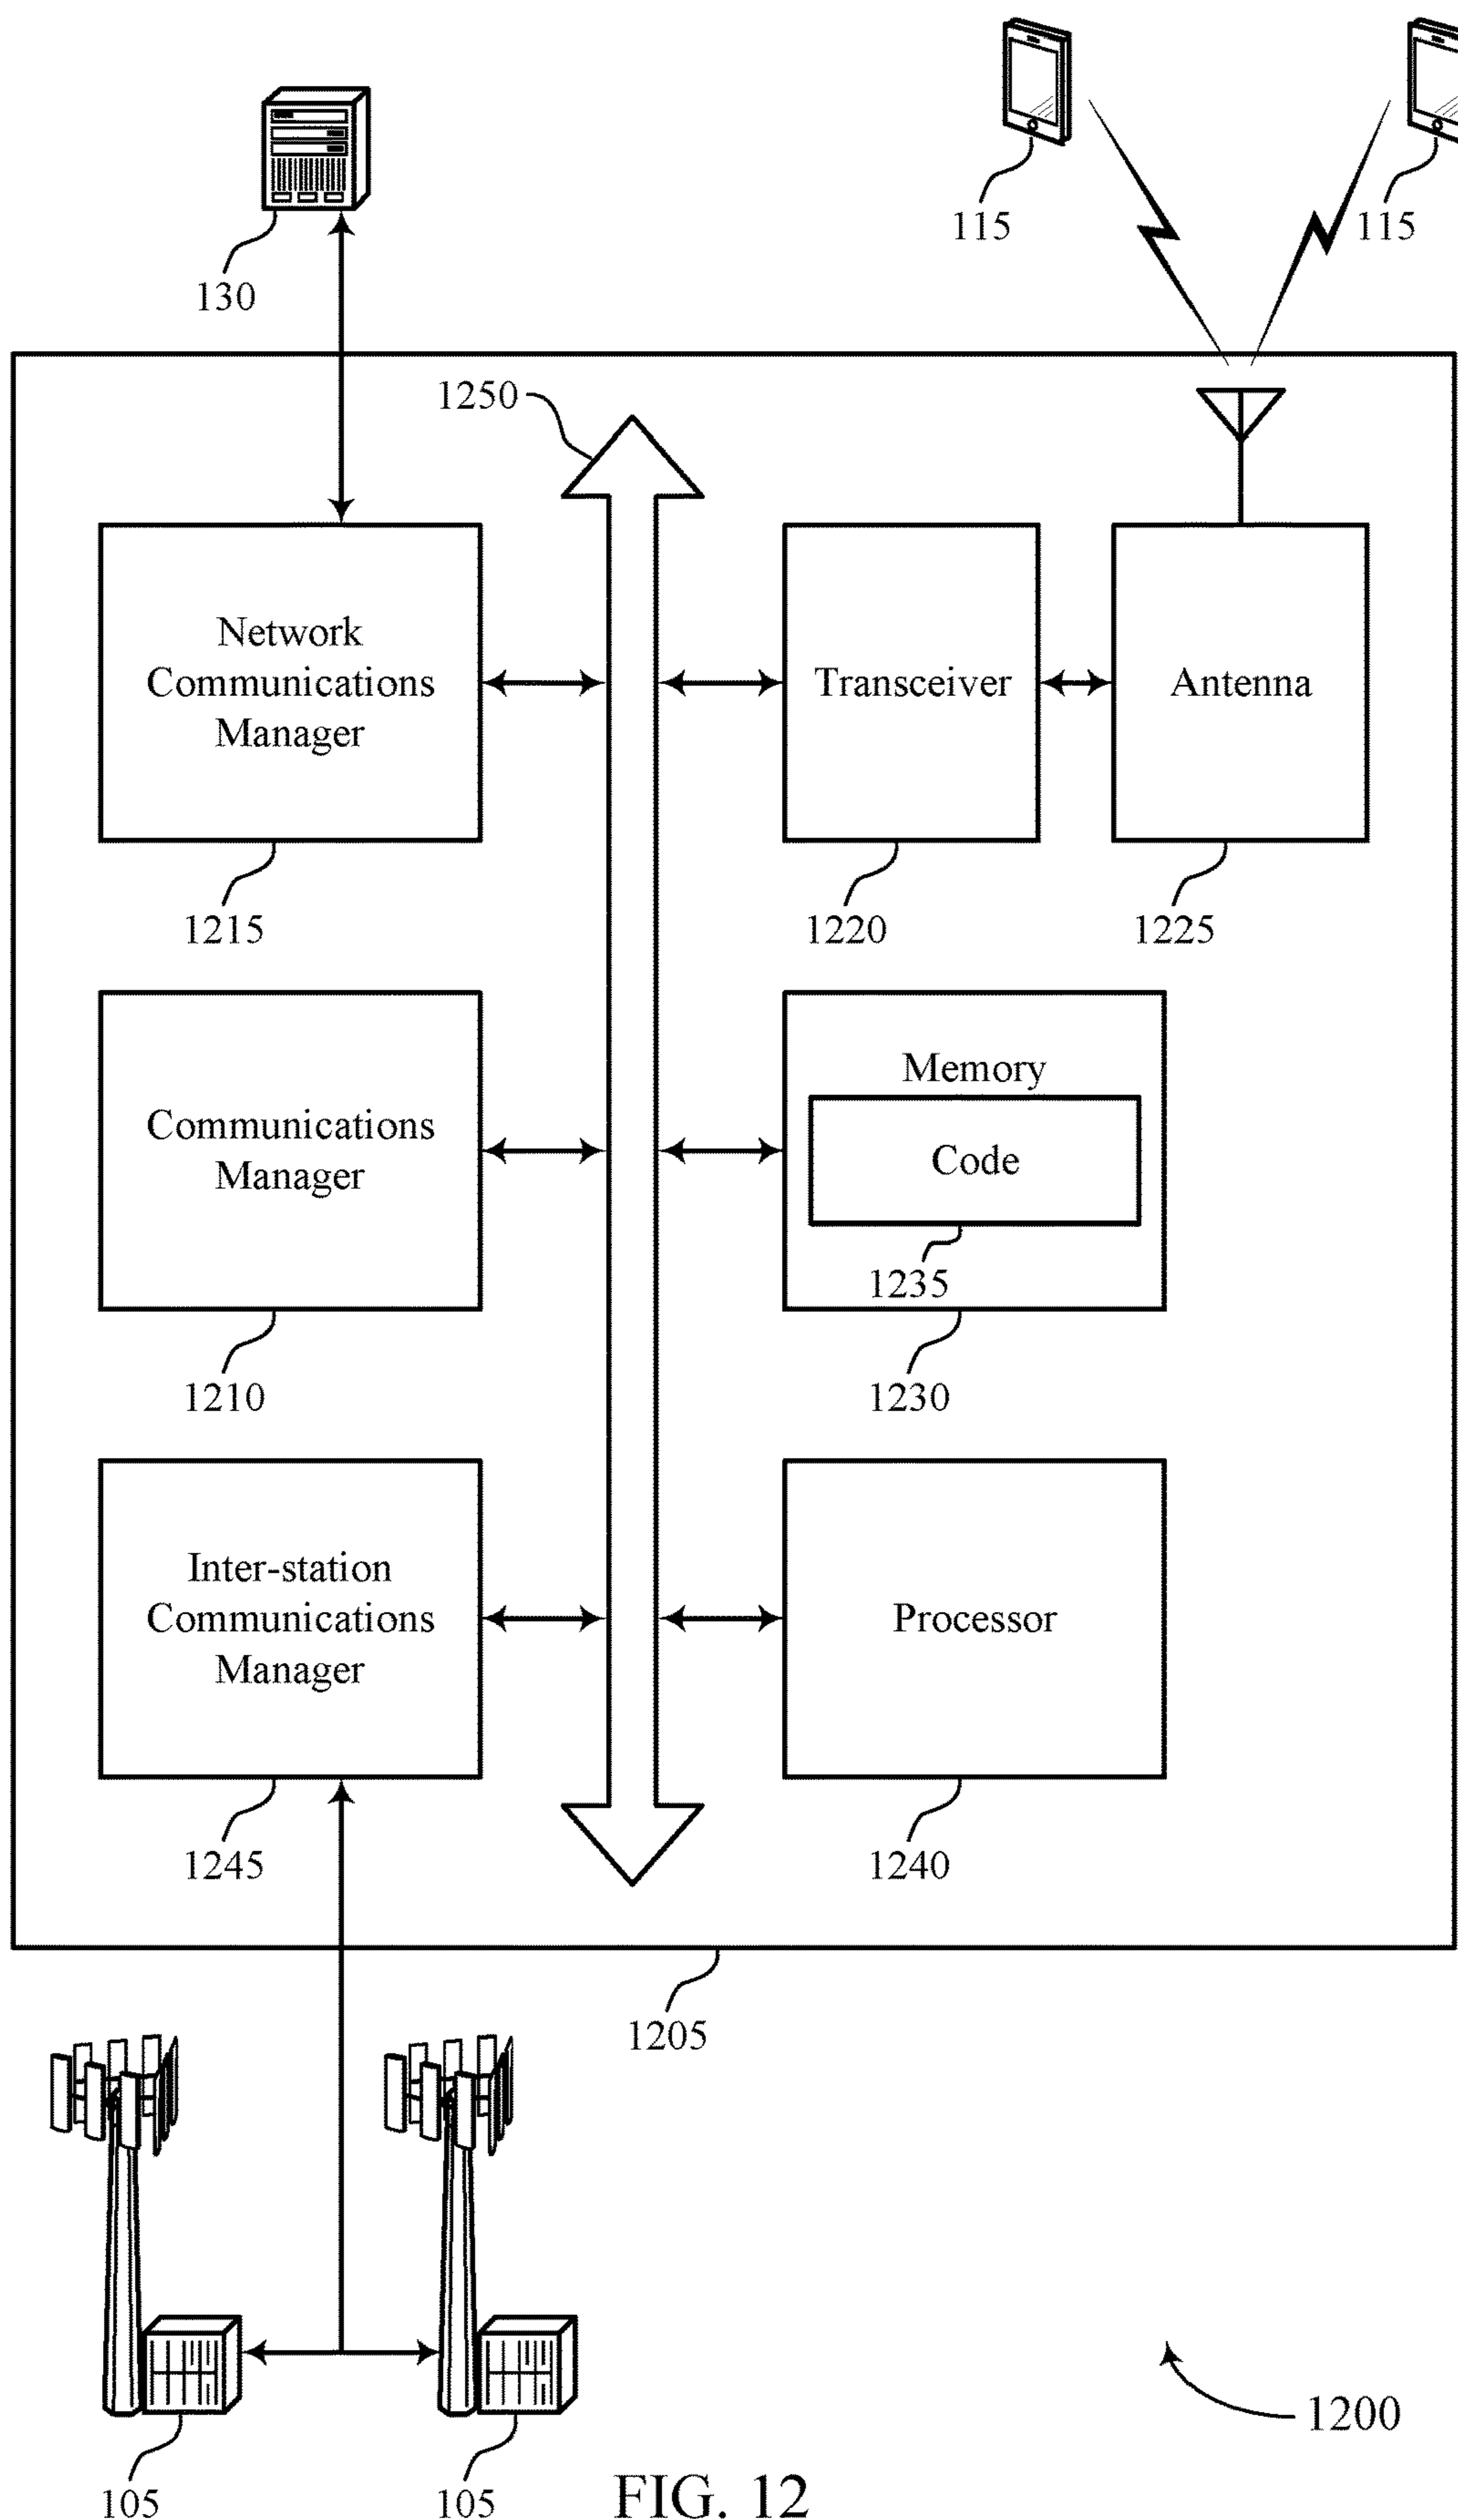 115
115
130
1250
Network
Communications
Manager
Transceiver
Antenna
1215
1220
1225
Communications
Manager
Memory
Code
1235
1210
1230
Inter-station
Communications
Manager
Processor
1245
1240
1205
1200
105
105
FIG. 12